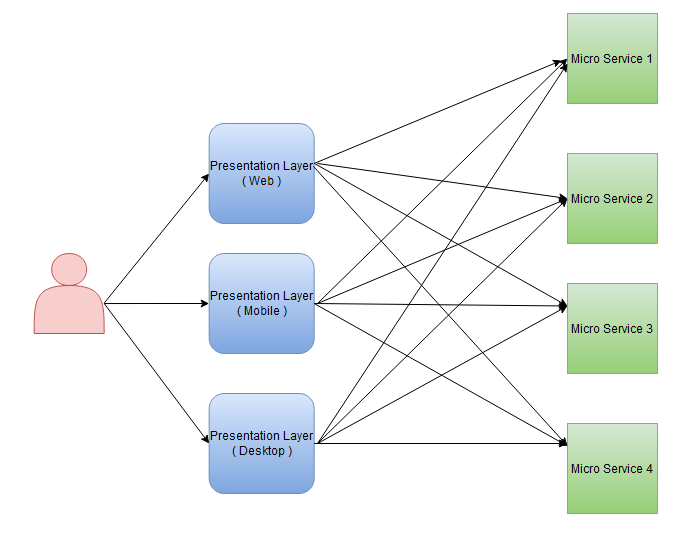 Presentation Layer
( Web )
Presentation Layer
( Mobile )
Presentation Layer
( Desktop )
Micro Service 1
Micro Service 2
Micro Service 3
Micro Service 4